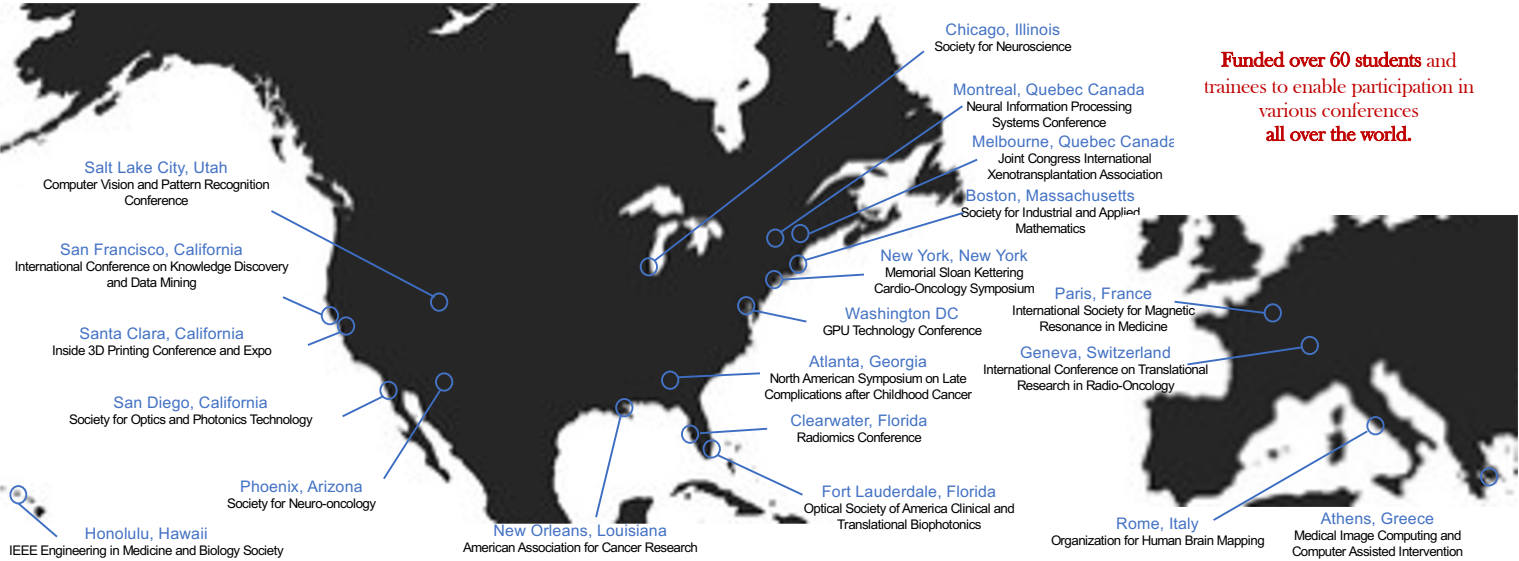 Chicago, Illinois
Society for Neuroscience
Funded over 60 students and
trainees to enable participation in
various conferences
all over the world.
Montreal, Quebec Canada
Neural Information Processing
Systems Conference
Melbourne, Quebec Canada
Joint Congress International
Xenotransplantation Association
Boston, Massachusetts
Society for Industrial and Applied
Mathematics
Salt Lake City, Utah
Computer Vision and Pattern Recognition
Conference
San Francisco, California
International Conference on Knowledge Discovery
and Data Mining
New York, New York
Memorial Sloan Kettering
Cardio-Oncology Symposium
Paris, France
International Society for Magnetic
Resonance in Medicine
Washington DC
GPU Technology Conference
Santa Clara, California
Inside 3D Printing Conference and Expo
Geneva, Switzerland
International Conference on Translational
Research in Radio-Oncology
Atlanta, Georgia
North American Symposium on Late
Complications after Childhood Cancer
San Diego, California
Society for Optics and Photonics Technology
Clearwater, Florida
Radiomics Conference
Phoenix, Arizona
Society for Neuro-oncology
Fort Lauderdale, Florida
Optical Society of America Clinical and
Translational Biophotonics
Honolulu, Hawaii
IEEE Engineering in Medicine and Biology Society
New Orleans, Louisiana
American Association for Cancer Research
Rome, Italy
Organization for Human Brain Mapping
Athens, Greece
Medical Image Computing and
Computer Assisted Intervention